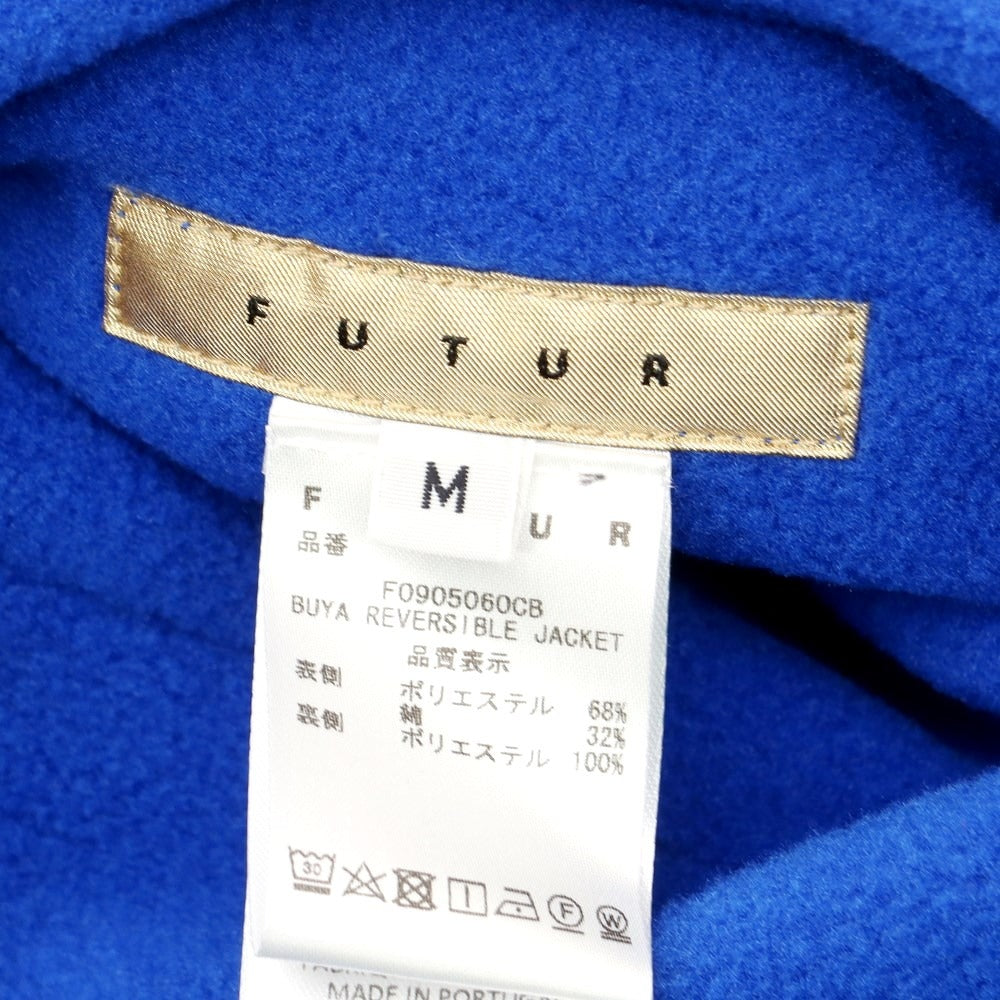 FUTUR
M
F UR
品番
F0905060CB
BUYA REVERSIBLE JACKET
品質表示
表側 ポリエステル 68%
綿 32%
裏側 ポリエステル 100%
30
F W
MADE IN